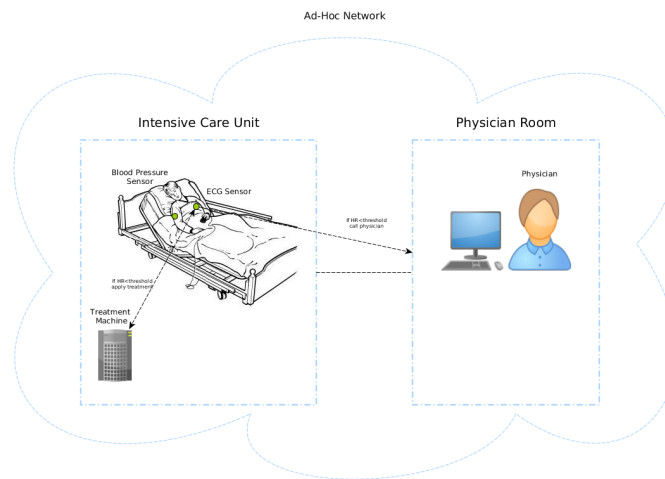 Ad-Hoc Network
Intensive Care Unit
Physician Room
Blood Pressure
Sensor
ECG Sensor
Physician
If HR<threshold
call physician
If HR<threshold
apply treatment
Treatment
Machine